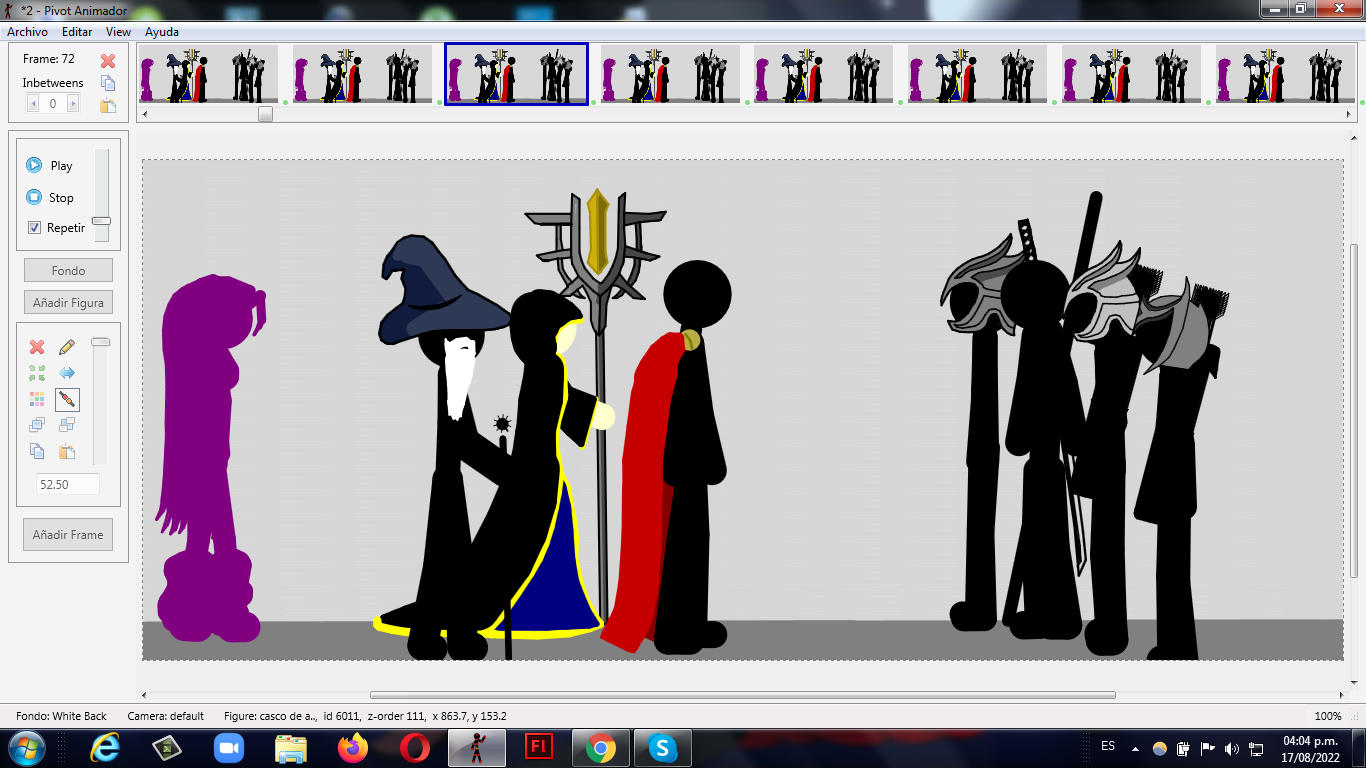 *2 - Pivot Animador
Archivo Editar View Ayuda
Frame: 72
Inbetweens
0
Play
Stop
Repetir
Fondo
Añadir Figura
52.50
Añadir Frame
Fondo: White Back Camera: default Figure: casco de a.., id 6011, z-order 111, x 863.7, y 153.2 100%
Fl
S
ES
04:04 p.m.
17/08/2022